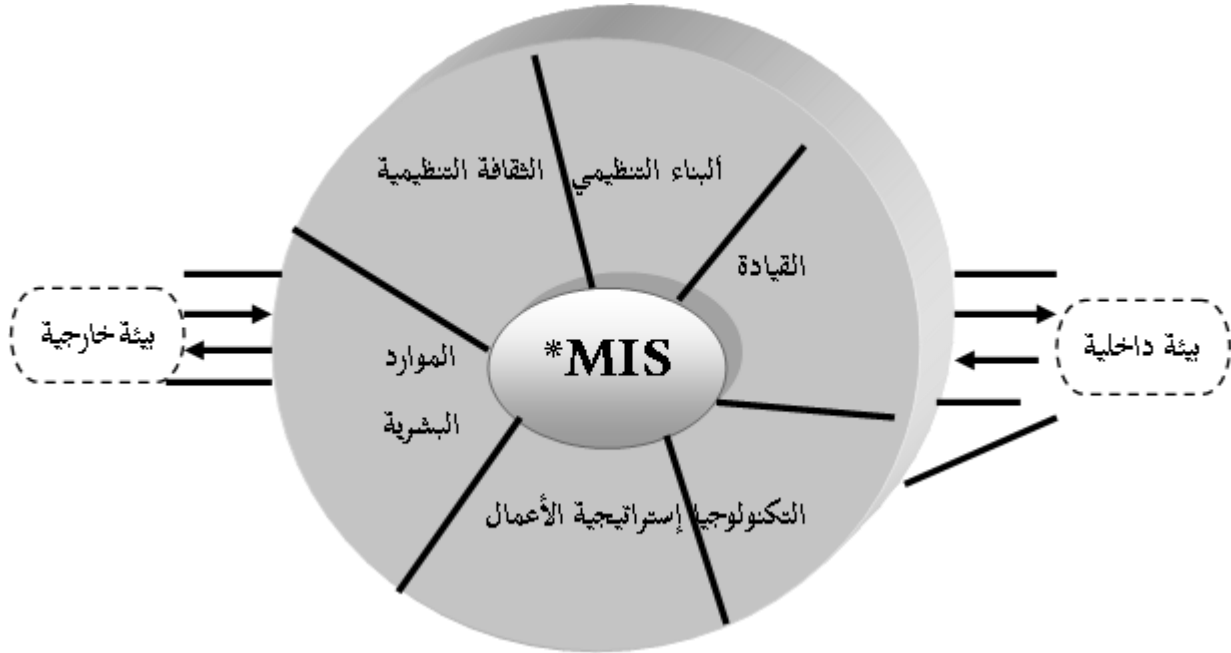 ألبناء التنظيمي
الثقافة التنظيمية
القيادة
بيئة داخلية
بيئة خارجية
*MIS
الموارد
البشرية
التكنولوجيا
إستراتيجية الأعمال